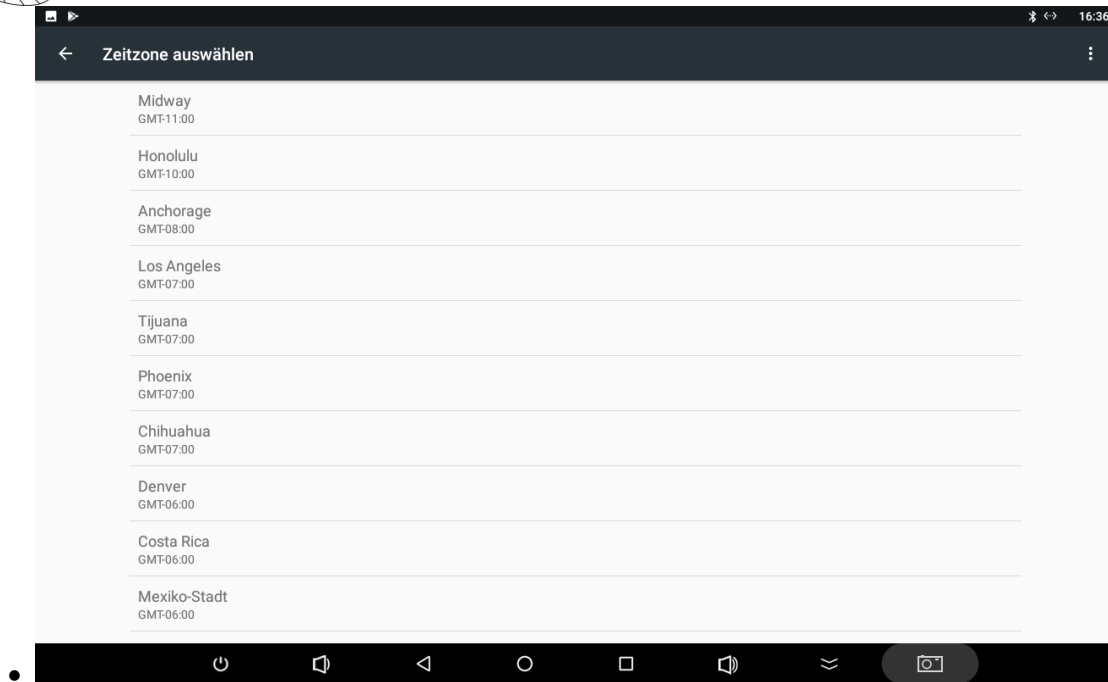 16:36
Zeitzone auswählen
Midway
GMT-11:00
Honolulu
GMT-10:00
Anchorage
GMT-08:00
Los Angeles
GMT-07:00
Tijuana
GMT-07:00
Phoenix
GMT-07:00
Chihuahua
GMT-07:00
Denver
GMT-06:00
Costa Rica
GMT-06:00
Mexiko-Stadt
GMT-06:00